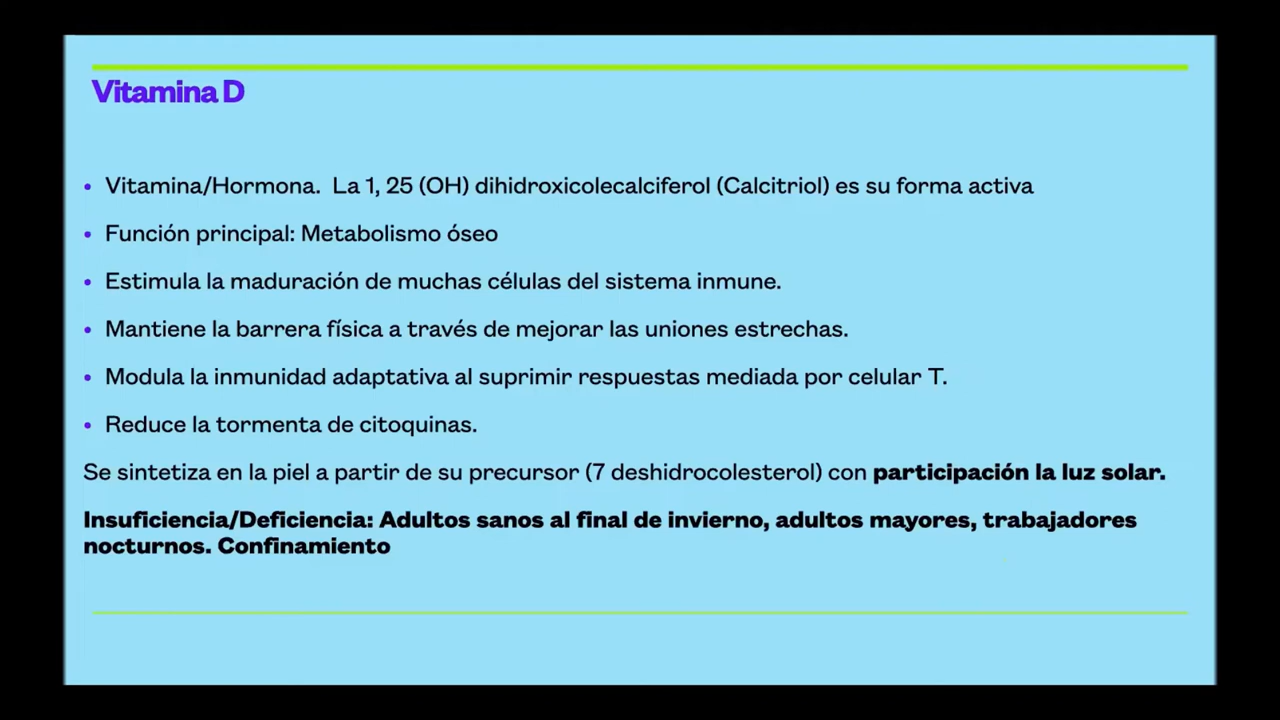 Vitamina D
• Vitamina/Hormona.  La 1, 25 (OH) dihidroxicolecalciferol (Calcitriol) es su forma activa
• Función principal: Metabolismo óseo
• Estimula la maduración de muchas células del sistema inmune.
• Mantiene la barrera física a través de mejorar las uniones estrechas.
• Modula la inmunidad adaptativa al suprimir respuestas mediada por celular T.
• Reduce la tormenta de citoquinas.
Se sintetiza en la piel a partir de su precursor (7 deshidrocolesterol) con participación la luz solar.
Insuficiencia/Deficiencia: Adultos sanos al final de invierno, adultos mayores, trabajadores
nocturnos. Confinamiento